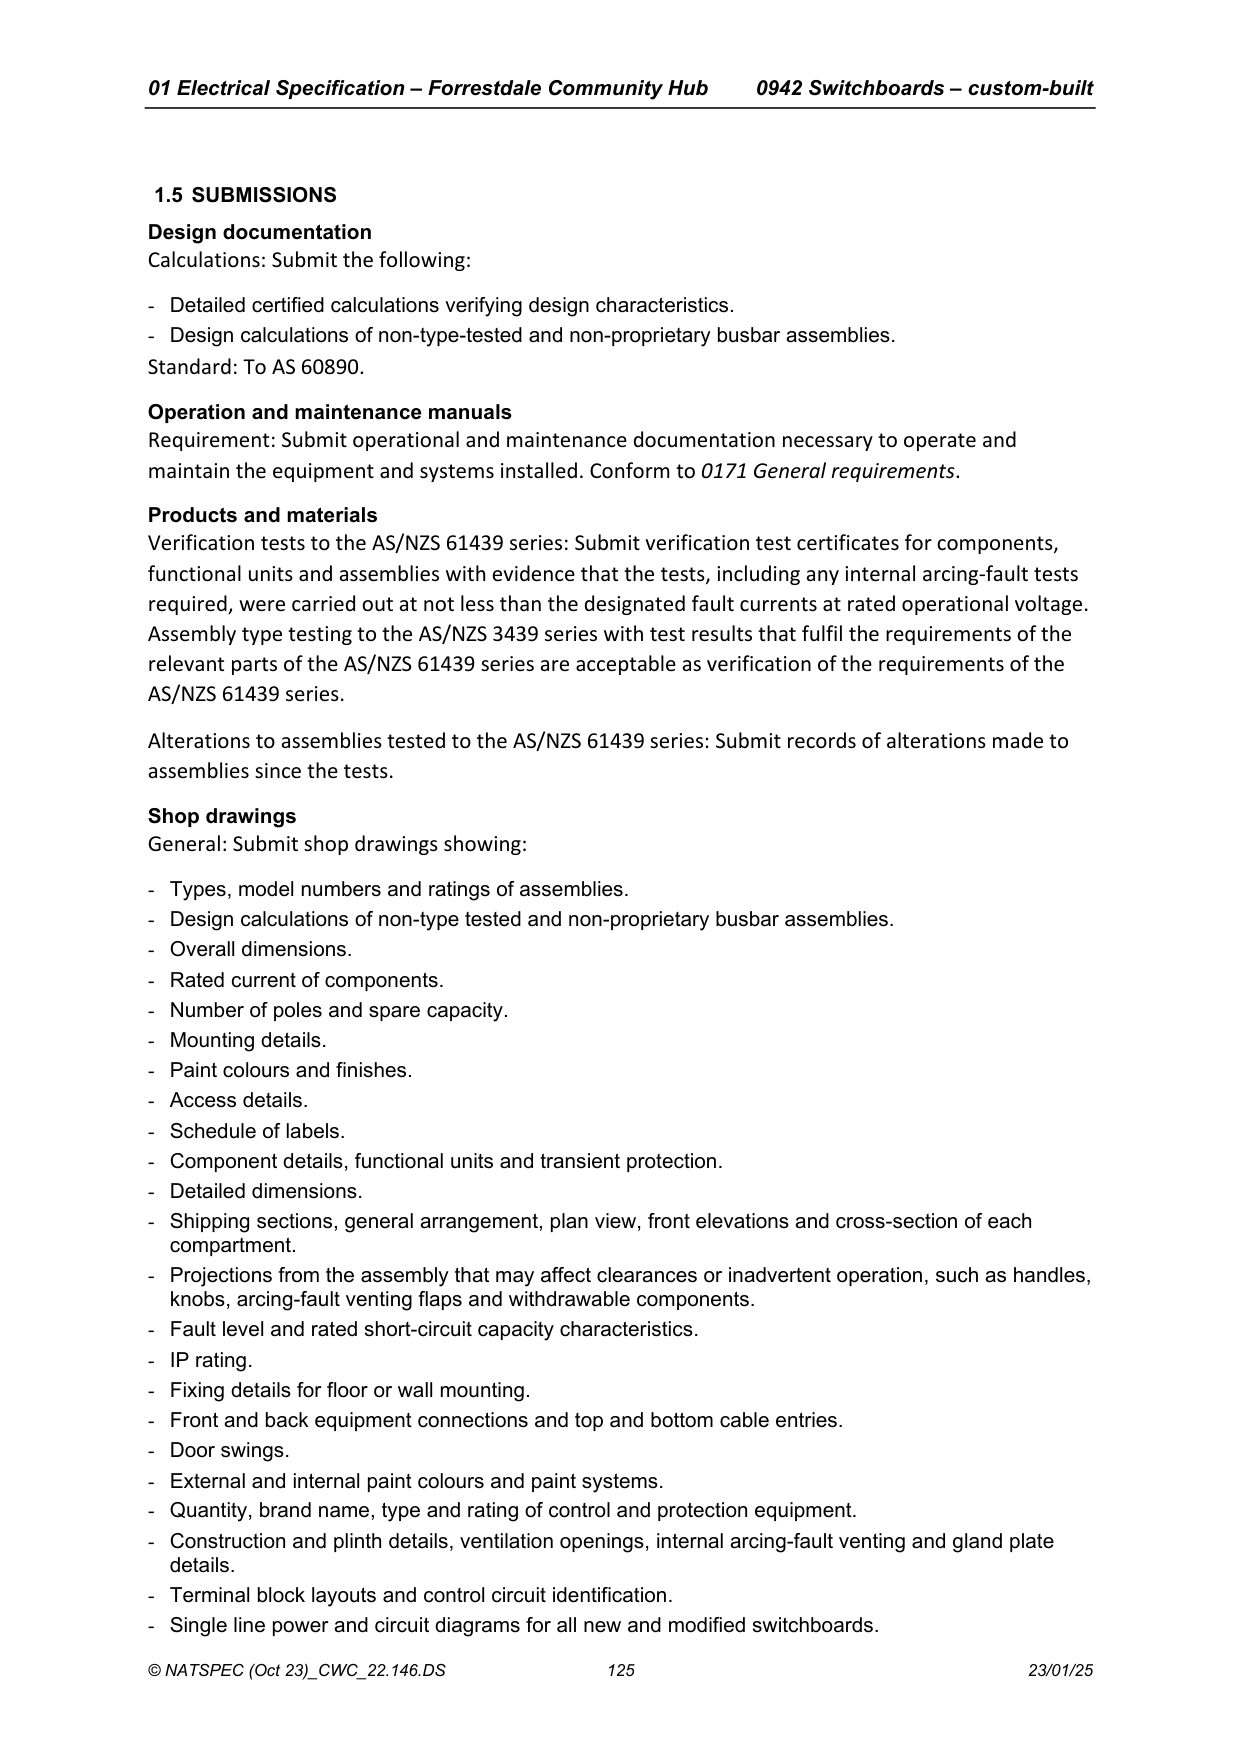 01 Electrical Specification – Forrestdale Community Hub 0942 Switchboards – custom-built
1.5 SUBMISSIONS
Design documentation
Calculations: Submit the following:
- Detailed certified calculations verifying design characteristics.
- Design calculations of non-type-tested and non-proprietary busbar assemblies.
Standard: To AS 60890.
Operation and maintenance manuals
Requirement: Submit operational and maintenance documentation necessary to operate and
maintain the equipment and systems installed. Conform to 0171 General requirements.
Products and materials
Verification tests to the AS/NZS 61439 series: Submit verification test certificates for components,
functional units and assemblies with evidence that the tests, including any internal arcing-fault tests
required, were carried out at not less than the designated fault currents at rated operational voltage.
Assembly type testing to the AS/NZS 3439 series with test results that fulfil the requirements of the
relevant parts of the AS/NZS 61439 series are acceptable as verification of the requirements of the
AS/NZS 61439 series.
Alterations to assemblies tested to the AS/NZS 61439 series: Submit records of alterations made to
assemblies since the tests.
Shop drawings
General: Submit shop drawings showing:
- Types, model numbers and ratings of assemblies.
- Design calculations of non-type tested and non-proprietary busbar assemblies.
- Overall dimensions.
- Rated current of components.
- Number of poles and spare capacity.
- Mounting details.
- Paint colours and finishes.
- Access details.
- Schedule of labels.
- Component details, functional units and transient protection.
- Detailed dimensions.
- Shipping sections, general arrangement, plan view, front elevations and cross-section of each
compartment.
- Projections from the assembly that may affect clearances or inadvertent operation, such as handles,
knobs, arcing-fault venting flaps and withdrawable components.
- Fault level and rated short-circuit capacity characteristics.
- IP rating.
- Fixing details for floor or wall mounting.
- Front and back equipment connections and top and bottom cable entries.
- Door swings.
- External and internal paint colours and paint systems.
- Quantity, brand name, type and rating of control and protection equipment.
- Construction and plinth details, ventilation openings, internal arcing-fault venting and gland plate
details.
- Terminal block layouts and control circuit identification.
- Single line power and circuit diagrams for all new and modified switchboards.
© NATSPEC (Oct 23)_CWC_22.146.DS 125 23/01/25